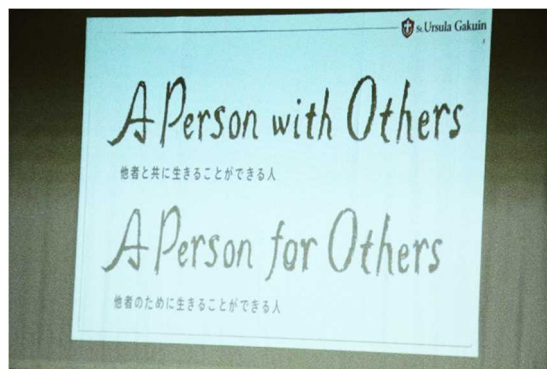 St. Ursula Gakuin
A Person with Others
他者と共に生きることができる人
A Person for Others
他者のために生きることができる人